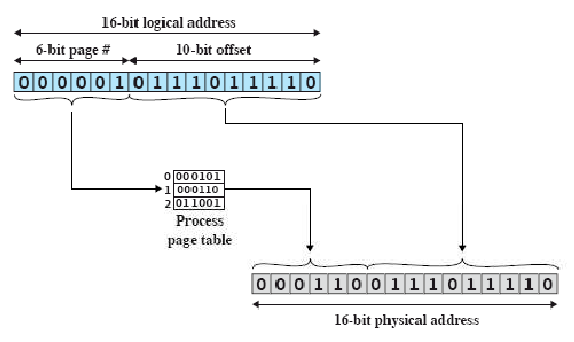 16-bit logical address
6-bit page # 10-bit offset
0 0 0 0 0 1 0 1 1 1 0 1 1 1 1 0
0 000101
1 000110
2 011001
Process
page table
0 0 0 1 1 0 0 1 1 1 0 1 1 1 1 0
16-bit physical address